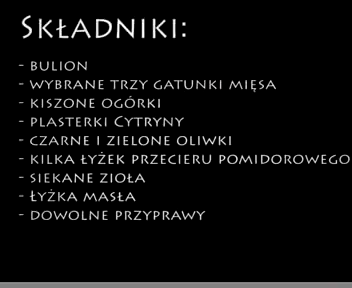 Składniki:
- bulion
- wybrane trzy gatunki mięsa
- kiszone ogórki
- plasterki Cytryny
- czarne i zielone oliwki
- kilka łyżek przecieru pomidorowego
- siekane zioła
- Łyżka masła
- dowolne przyprawy